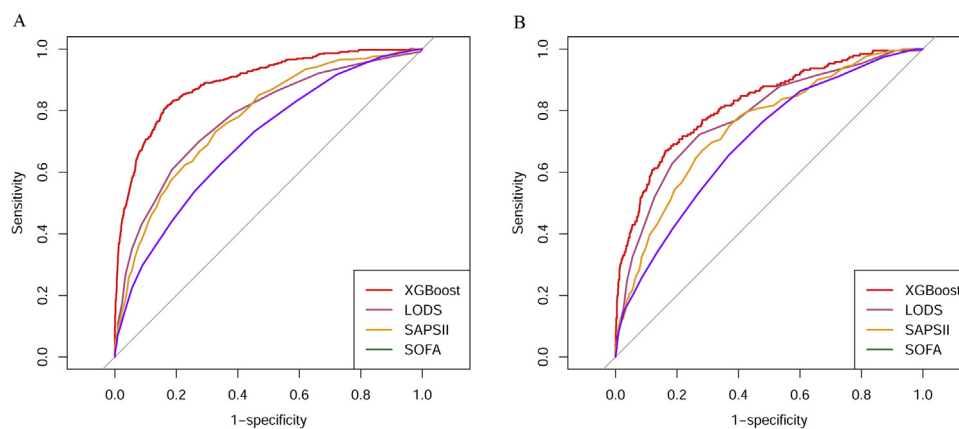 A
Sensitivity
1.0
0.8
0.6
0.4
0.2
0.0
0.0 0.2 0.4 0.6 0.8 1.0
1-specificity
XGBoost
LODS
SAPSII
SOFA
B
Sensitivity
1.0
0.8
0.6
0.4
0.2
0.0
0.0 0.2 0.4 0.6 0.8 1.0
1-specificity
XGBoost
LODS
SAPSII
SOFA